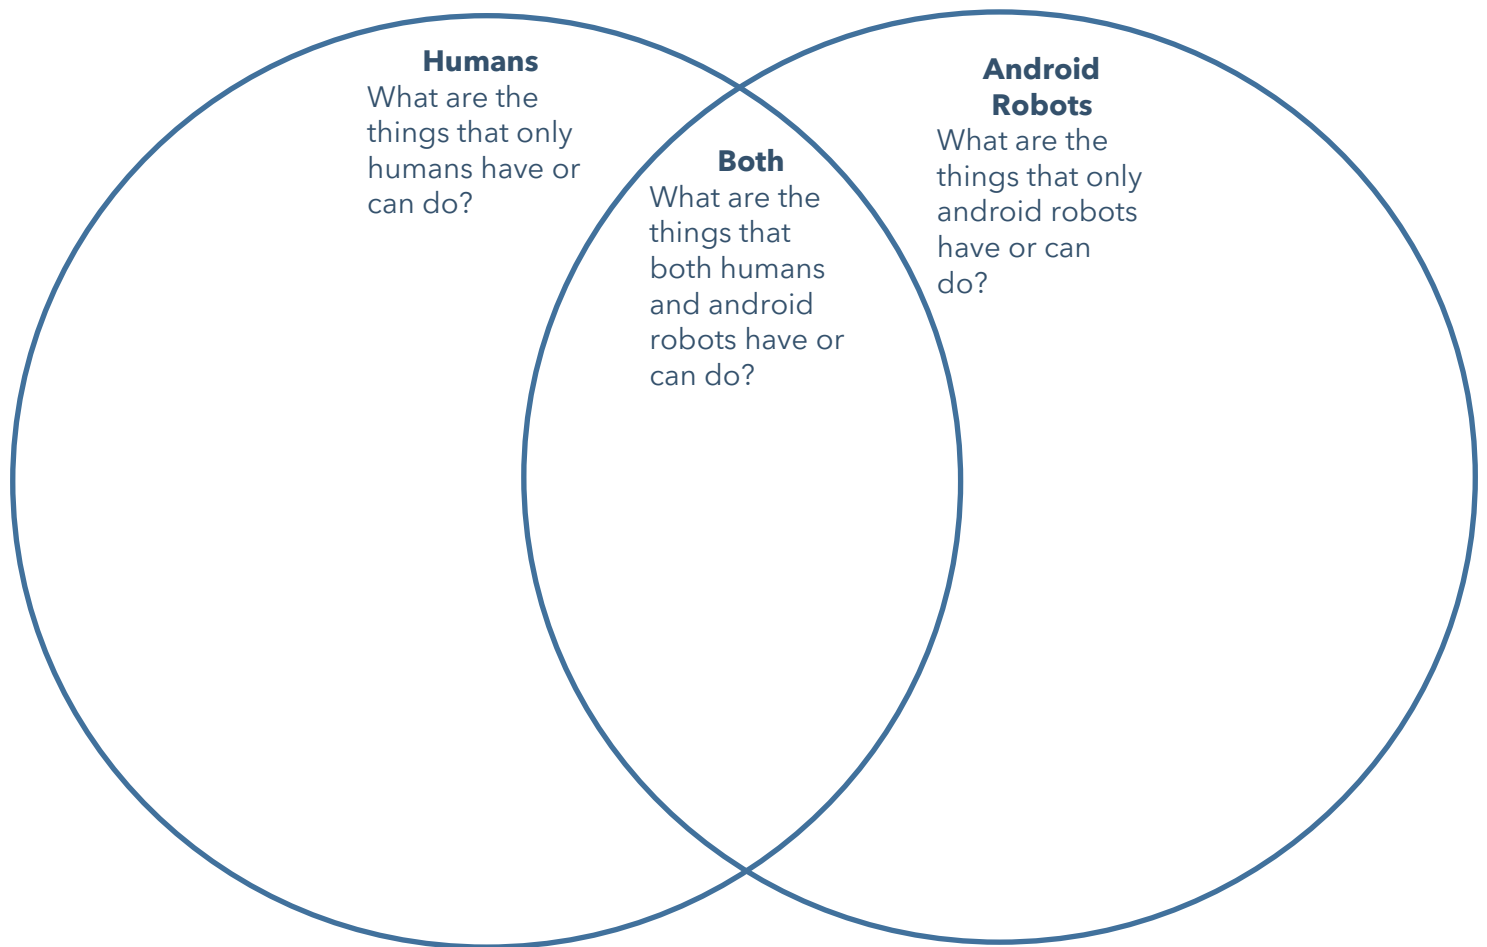 Humans
What are the
things that only
humans have or
can do?
Both
What are the
things that
both humans
and android
robots have or
can do?
Android
Robots
What are the
things that only
android robots
have or can
do?